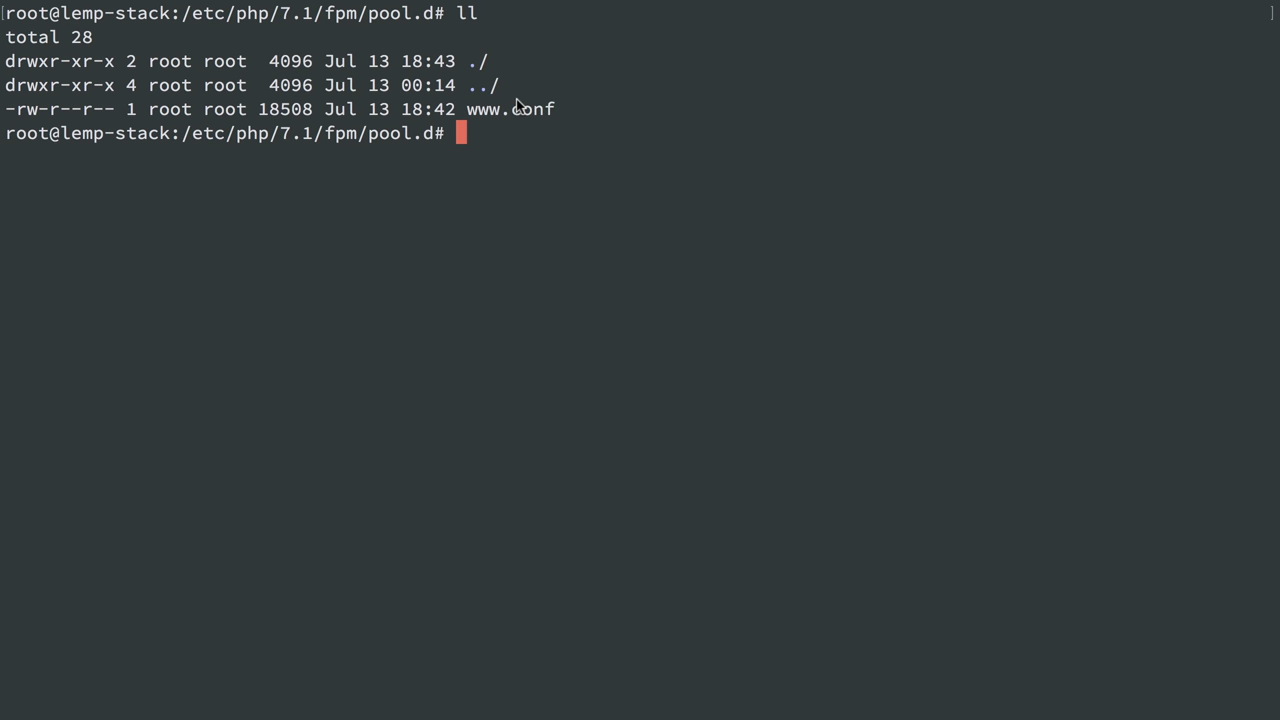 [root@lemp-stack:/etc/php/7.1/fpm/pool.d# ll ]
total 28
drwxr-xr-x 2 root root  4096 Jul 13 18:43 ./
drwxr-xr-x 4 root root  4096 Jul 13 00:14 ../
-rw-r--r-- 1 root root 18508 Jul 13 18:42 www.conf
root@lemp-stack:/etc/php/7.1/fpm/pool.d#